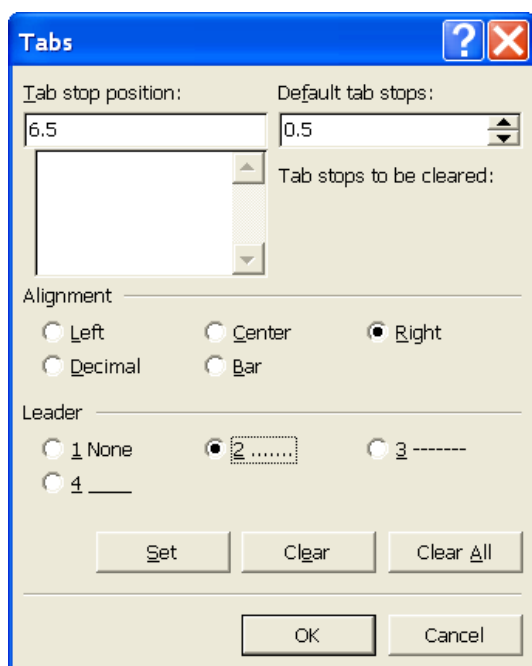 Tabs
Tab stop position: Default tab stops:
6.5 0.5
Tab stops to be cleared:
Alignment
Left Center Right
Decimal Bar
Leader
1 None 2 ....... 3 -------
4 ____
Set Clear Clear All
OK Cancel